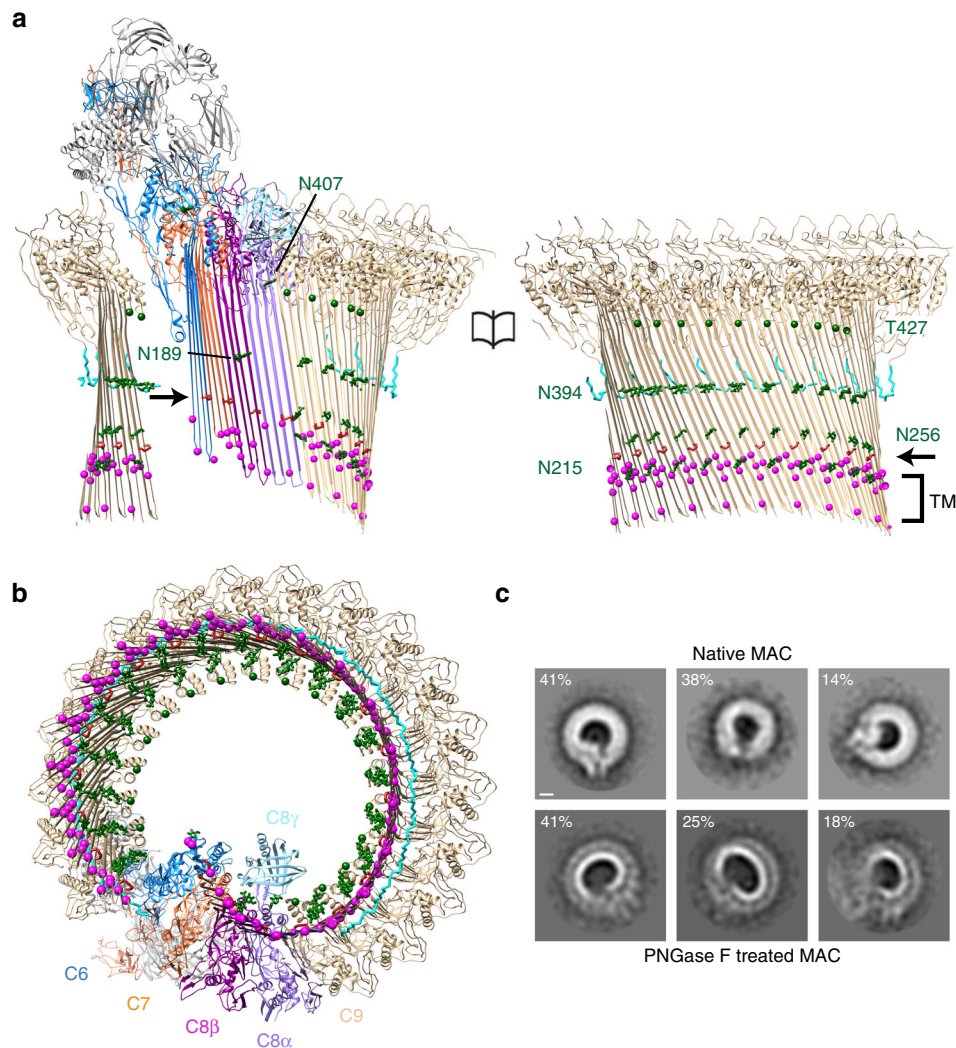 a
N407
N189
T427
N394
N256
N215
TM
b
c
Native MAC
41%
38%
14%
41%
25%
18%
PNGase F treated MAC
C8γ
C6
C7
C8β
C8α
C9